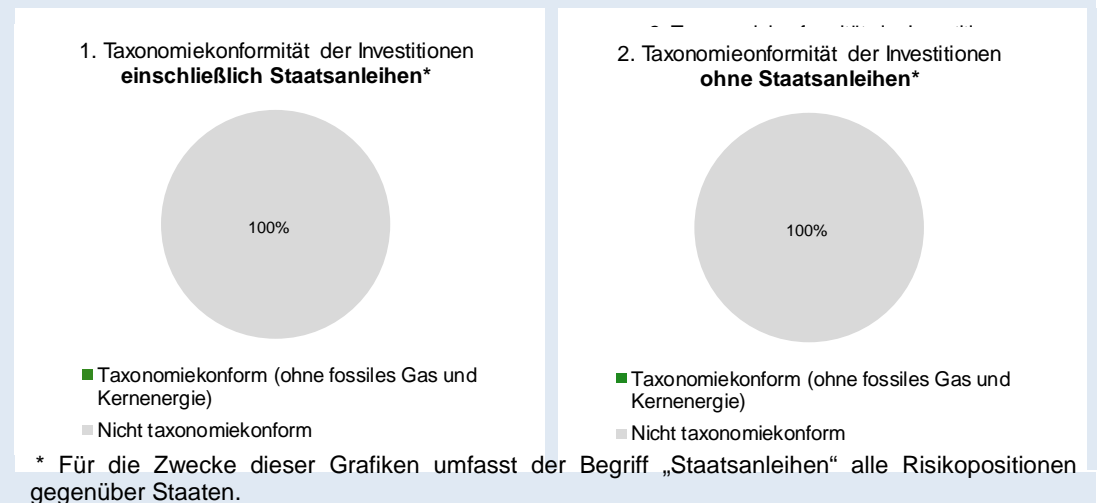 1. Taxonomiekonformität der Investitionen
einschließlich Staatsanleihen*
100%
Taxonomiekonform (ohne fossiles Gas und
Kernenergie)
Nicht taxonomiekonform
2. Taxonomieonformität der Investitionen
ohne Staatsanleihen*
100%
Taxonomiekonform (ohne fossiles Gas und
Kernenergie)
Nicht taxonomiekonform
* Für die Zwecke dieser Grafiken umfasst der Begriff „Staatsanleihen“ alle Risikopositionen
gegenüber Staaten.